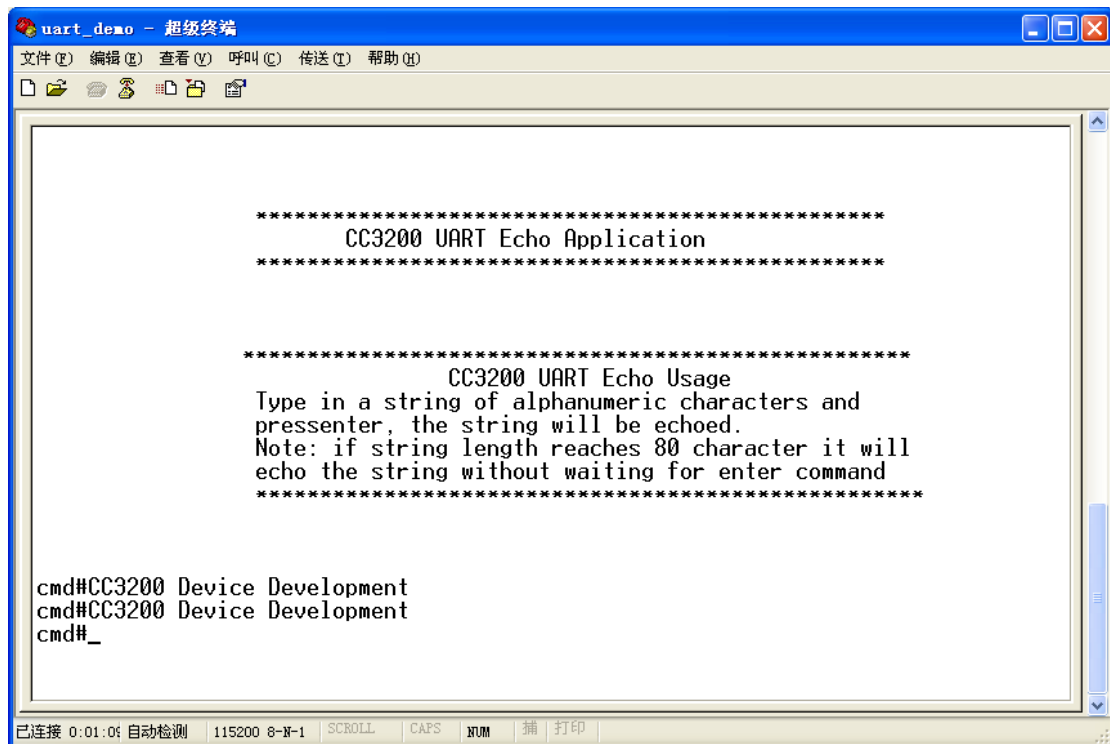 uart_demo - 超级终端
文件(F) 编辑(E) 查看(V) 呼叫(C) 传送(T) 帮助(H)
*************************************************
CC3200 UART Echo Application
*************************************************
****************************************************
CC3200 UART Echo Usage
Type in a string of alphanumeric characters and
pressenter, the string will be echoed.
Note: if string length reaches 80 character it will
echo the string without waiting for enter command
****************************************************
cmd#CC3200 Device Development
cmd#CC3200 Device Development
cmd#_
已连接 0:01:09 自动检测 115200 8-N-1 SCROLL CAPS NUM 捕 打印